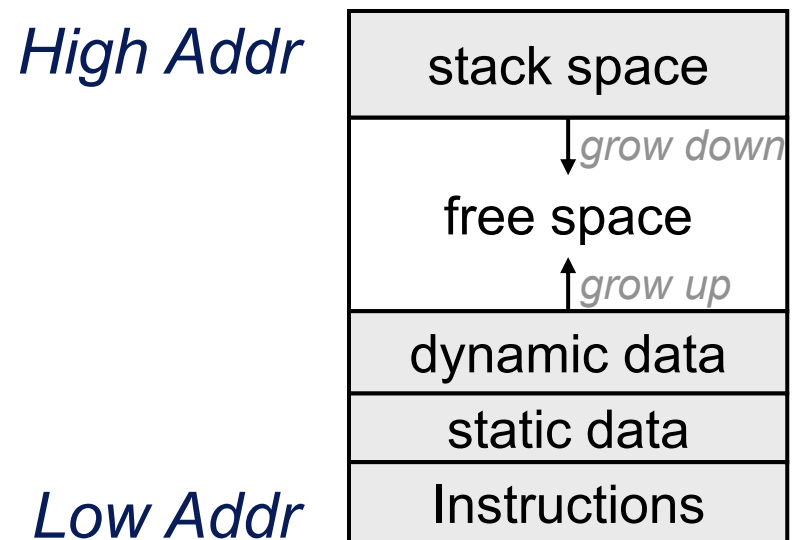 High Addr
stack space
grow down
free space
grow up
dynamic data
static data
Low Addr
Instructions